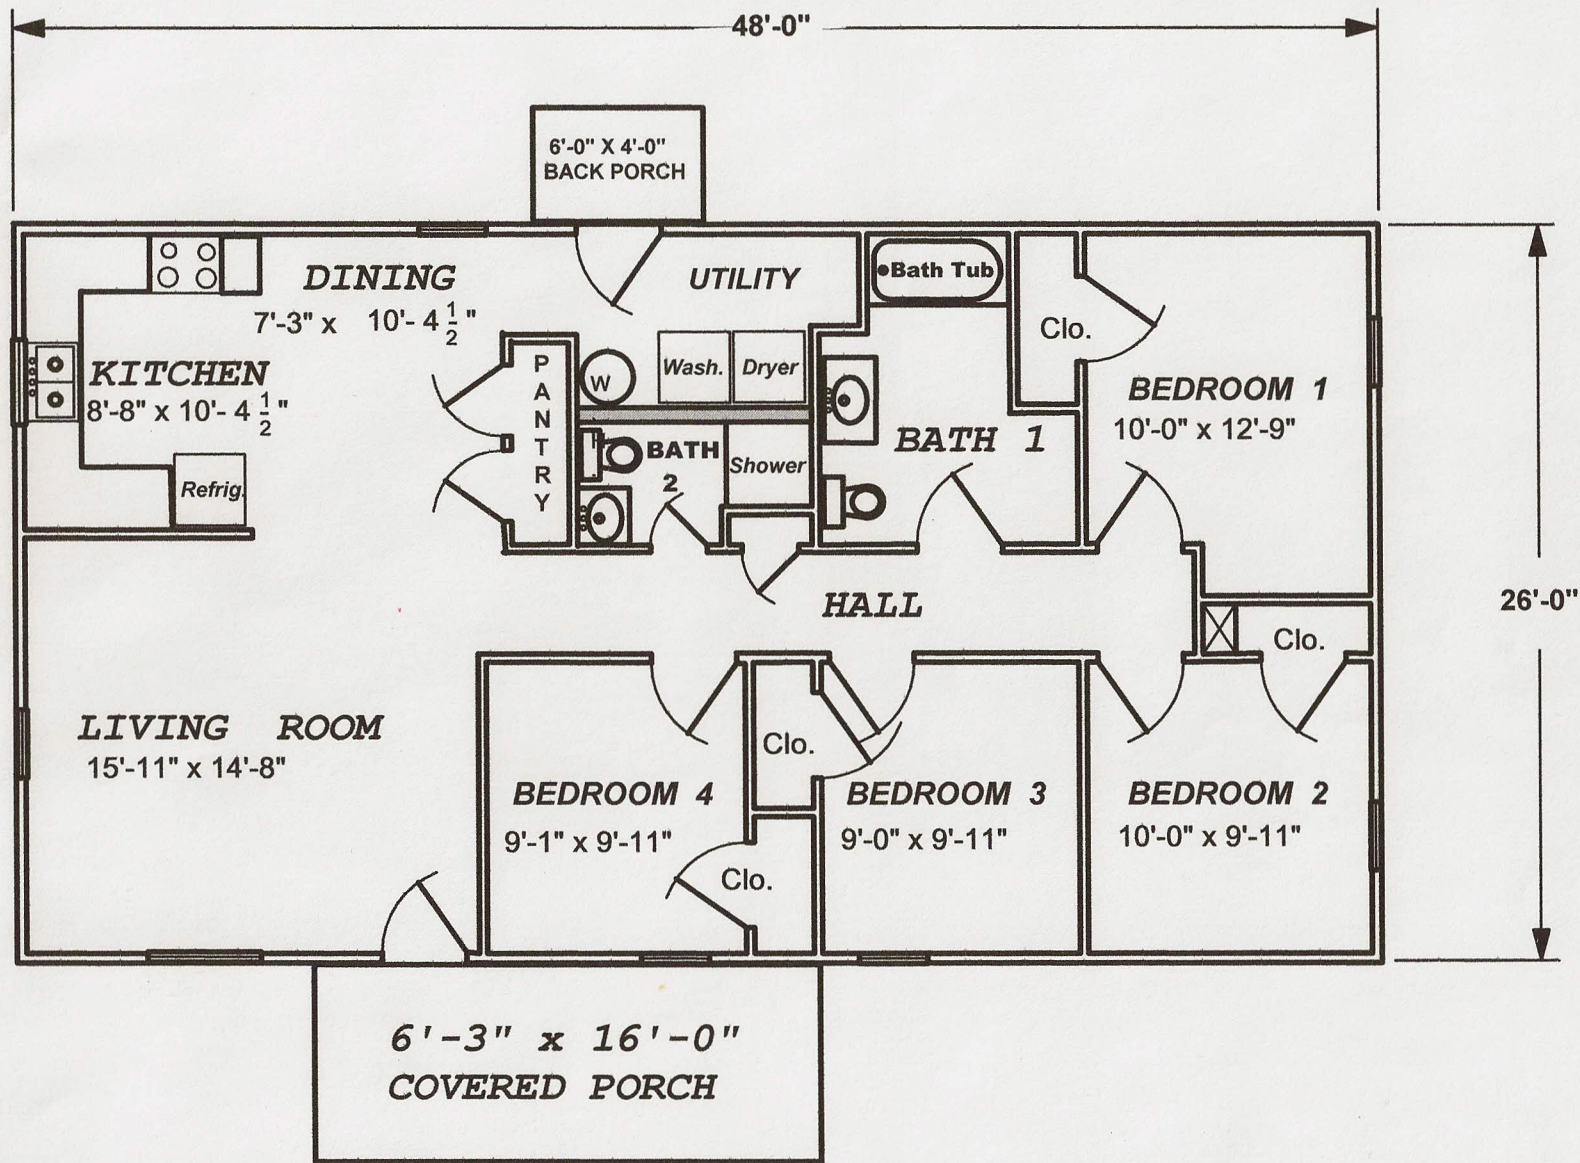 48'-0"
6'-0" X 4'-0"
BACK PORCH
DINING
7'-3" x 10'- 4 1/2 "
UTILITY
Bath Tub
Clo.
KITCHEN
8'-8" x 10'- 4 1/2 "
PANTRY
W
Wash.
Dryer
BEDROOM 1
10'-0" x 12'-9"
BATH 1
BATH
2
Shower
Refrig.
HALL
26'-0"
Clo.
LIVING ROOM
15'-11" x 14'-8"
Clo.
BEDROOM 4
9'-1" x 9'-11"
BEDROOM 3
9'-0" x 9'-11"
BEDROOM 2
10'-0" x 9'-11"
Clo.
6'-3" x 16'-0"
COVERED PORCH